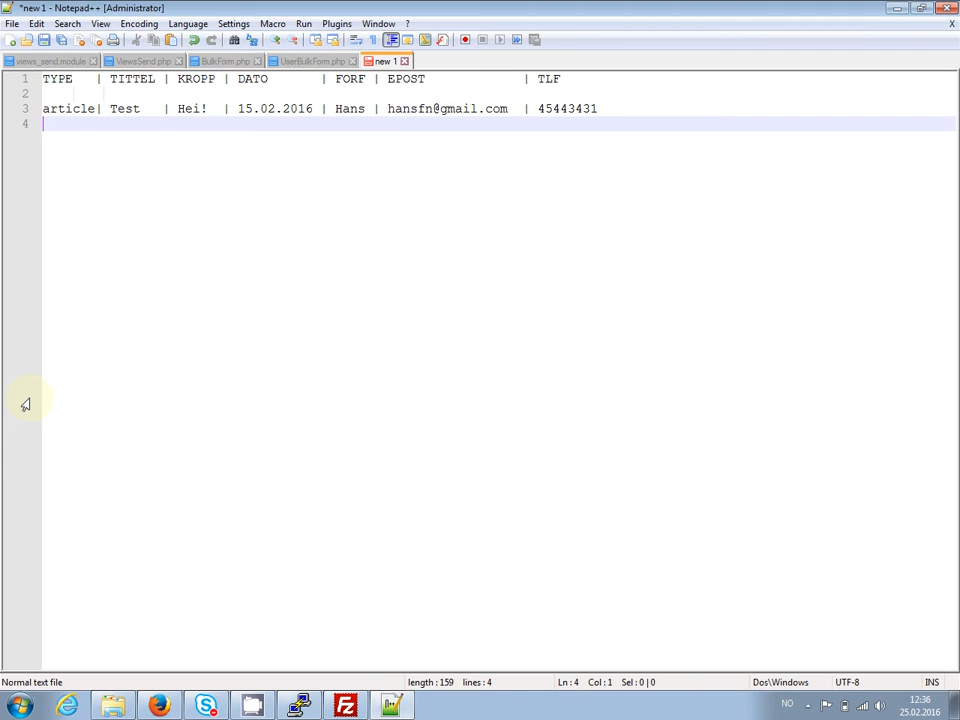 *new 1 - Notepad++ [Administrator]
File Edit Search View Encoding Language Settings Macro Run Plugins Window ? X
views_send.module ViewsSend.php BulkForm.php UserBulkForm.php new 1
1 TYPE | TITTEL | KROPP | DATO | FORF | EPOST | TLF
2
3 article| Test | Hei! | 15.02.2016 | Hans | hansfn@gmail.com | 45443431
4
Normal text file length : 159 lines : 4 Ln : 4 Col : 1 Sel : 0 | 0 Dos\Windows UTF-8 INS
NO 12:36
25.02.2016